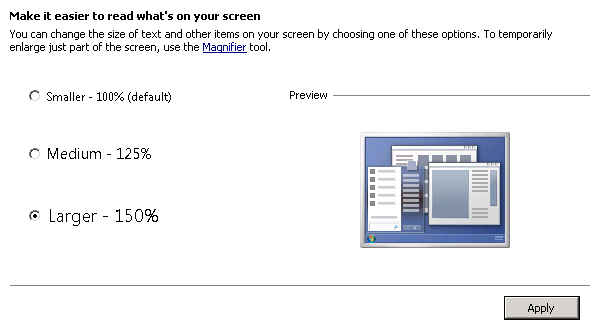 Make it easier to read what's on your screen
You can change the size of text and other items on your screen by choosing one of these options. To temporarily
enlarge just part of the screen, use the Magnifier tool.
Smaller - 100% (default)
Preview
Medium - 125%
Larger - 150%
Apply